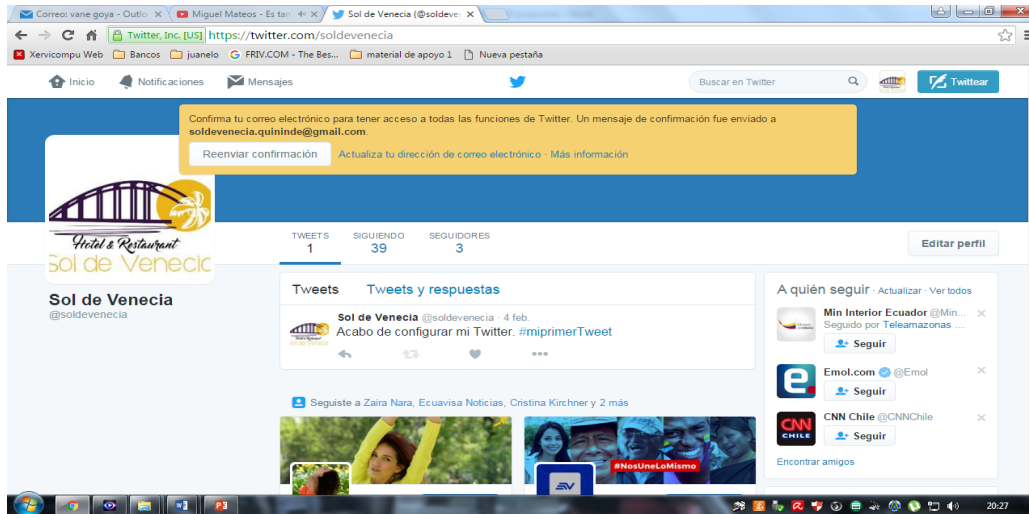 Correo: vane goya - Outlo
Miguel Mateos - Es tan
Sol de Venecia (@soldever
Twitter, Inc. [US] https://twitter.com/soldevenecia
Xervicompu Web Bancos juanelo FRIV.COM - The Bes... material de apoyo 1 Nueva pestaña
Inicio Notificaciones Mensajes Buscar en Twitter Twittear
Confirma tu correo electrónico para tener acceso a todas las funciones de Twitter. Un mensaje de confirmación fue enviado a
soldevenecia.quininde@gmail.com.
Reenviar confirmación Actualiza tu dirección de correo electrónico · Más información
Hotel & Restaurant
Sol de Venecia
TWEETS SIGUIENDO SEGUIDORES
1 39 3
Editar perfil
Sol de Venecia
@soldevenecia
Tweets Tweets y respuestas
Sol de Venecia @soldevenecia · 4 feb.
Acabo de configurar mi Twitter. #miprimerTweet
Seguiste a Zaira Nara, Ecuavisa Noticias, Cristina Kirchner y 2 más
#NosUneLoMismo
A quién seguir · Actualizar · Ver todos
Min Interior Ecuador @Min...
Seguido por Teleamazonas ...
Seguir
Emol.com @Emol
Seguir
CNN Chile @CNNChile
CNN
CHILE
Seguir
Encontrar amigos
20:27